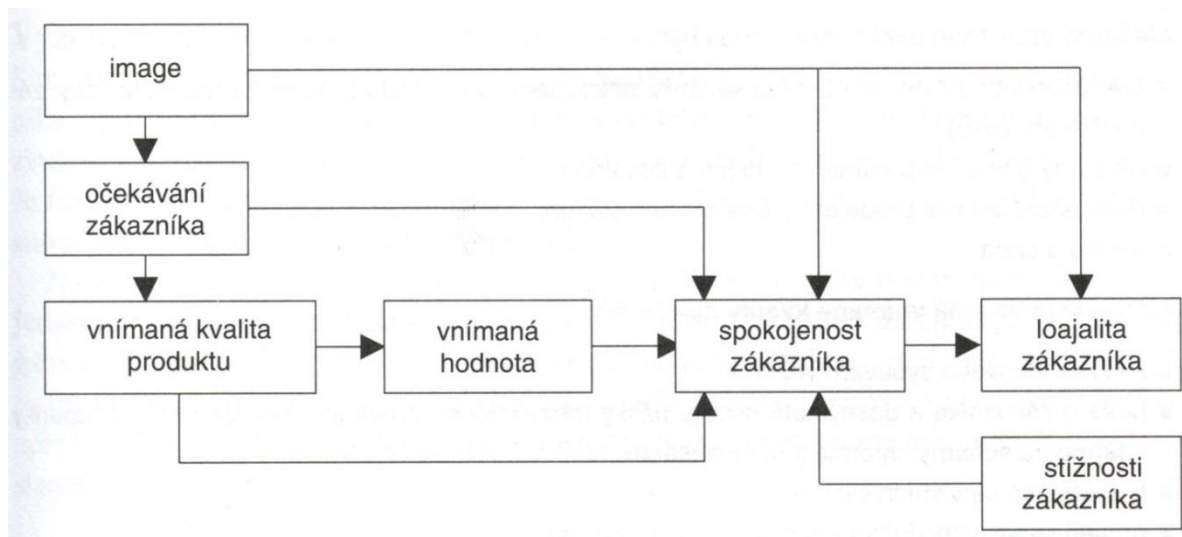 image
očekávání
zákazníka
vnímaná kvalita
produktu
vnímaná
hodnota
spokojenost
zákazníka
loajalita
zákazníka
stížnosti
zákazníka